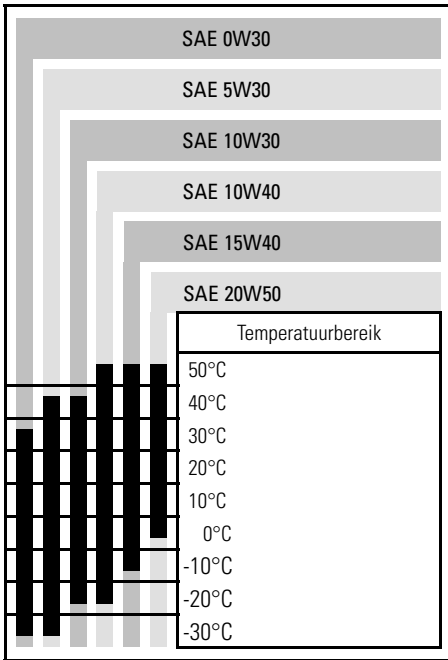 SAE 0W30
SAE 5W30
SAE 10W30
SAE 10W40
SAE 15W40
SAE 20W50
Temperatuurbereik
50°C
40°C
30°C
20°C
10°C
0°C
-10°C
-20°C
-30°C